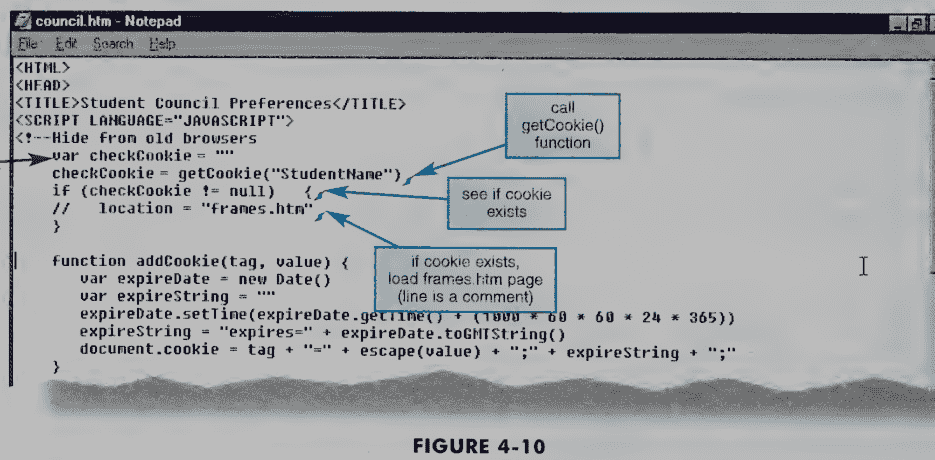 council.htm - Notepad
File Edit Search Help
<HTML>
<HEAD>
<TITLE>Student Council Preferences</TITLE>
<SCRIPT LANGUAGE="JAVASCRIPT">
<!--Hide from old browsers
var checkCookie = ""
checkCookie = getCookie("StudentName")
if (checkCookie != null) {
// location = "frames.htm"
}
call
getCookie()
function
see if cookie
exists
if cookie exists,
load frames.htm page
(line is a comment)
function addCookie(tag, value) {
var expireDate = new Date()
var expireString = ""
expireDate.setTime(expireDate.getTime() + (1000 * 60 * 60 * 24 * 365))
expireString = "expires=" + expireDate.toGMTString()
document.cookie = tag + "=" + escape(value) + ";" + expireString + ";"
}
FIGURE 4-10